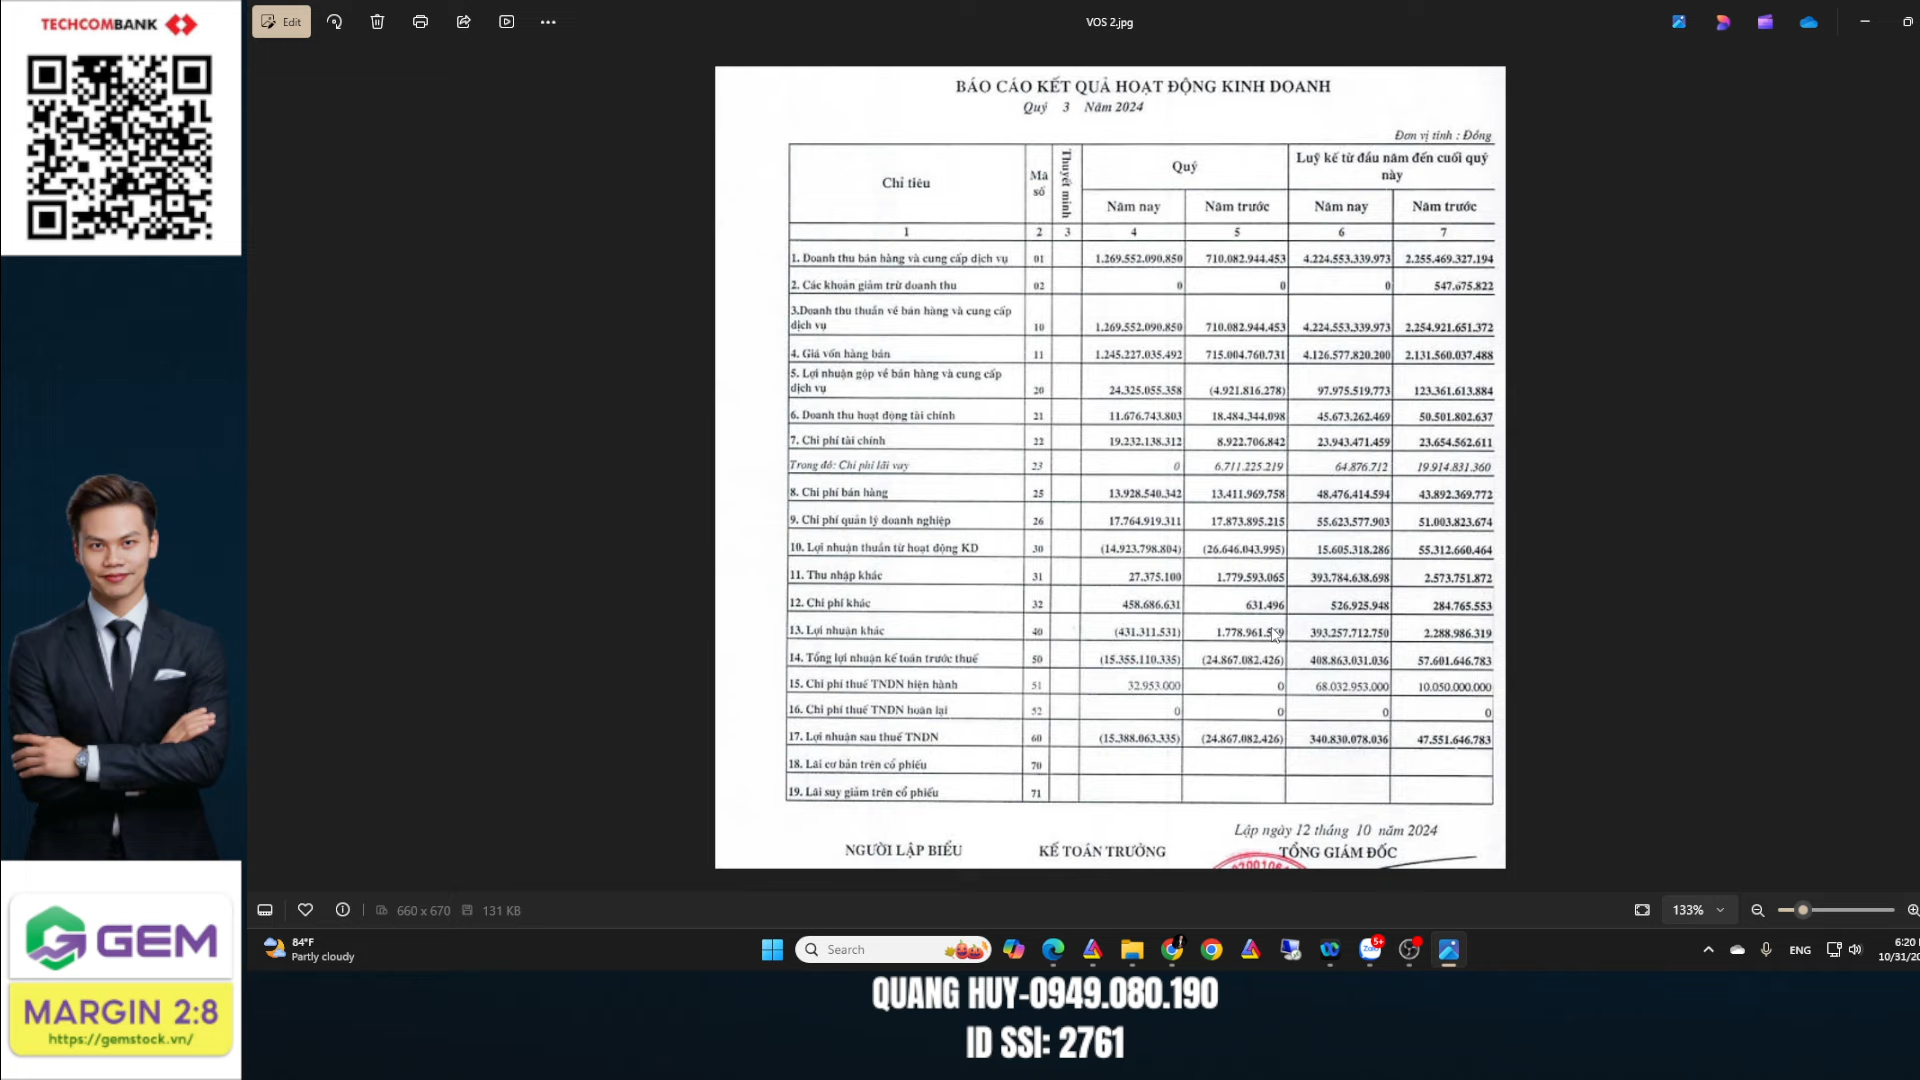 TECHCOMBANK
Edit
VOS 2.jpg
BÁO CÁO KẾT QUẢ HOẠT ĐỘNG KINH DOANH
Quý 3 Năm 2024
Đơn vị tính : Đồng
Chỉ tiêu Mã số Thuyết minh Quý Luỹ kế từ đầu năm đến cuối quý này
Năm nay Năm trước Năm nay Năm trước
1 2 3 4 5 6 7
1. Doanh thu bán hàng và cung cấp dịch vụ 01 1.269.552.090.850 710.082.944.453 4.224.553.339.973 2.255.469.327.194
2. Các khoản giảm trừ doanh thu 02 0 0 0 547.675.822
3.Doanh thu thuần về bán hàng và cung cấp dịch vụ 10 1.269.552.090.850 710.082.944.453 4.224.553.339.973 2.254.921.651.372
4. Giá vốn hàng bán 11 1.245.227.035.492 715.004.760.731 4.126.577.820.200 2.131.560.037.488
5. Lợi nhuận gộp về bán hàng và cung cấp dịch vụ 20 24.325.055.358 (4.921.816.278) 97.975.519.773 123.361.613.884
6. Doanh thu hoạt động tài chính 21 11.676.743.803 18.484.344.098 45.673.262.469 50.501.802.637
7. Chi phí tài chính 22 19.232.138.312 8.922.706.842 23.943.471.459 23.654.562.611
Trong đó: Chi phí lãi vay 23 0 6.711.225.219 64.876.712 19.914.831.360
8. Chi phí bán hàng 25 13.928.540.342 13.411.969.758 48.476.414.594 43.892.369.772
9. Chi phí quản lý doanh nghiệp 26 17.764.919.311 17.873.895.215 55.623.577.903 51.003.823.674
10. Lợi nhuận thuần từ hoạt động KD 30 (14.923.798.804) (26.646.043.995) 15.605.318.286 55.312.660.464
11. Thu nhập khác 31 27.375.100 1.779.593.065 393.784.638.698 2.573.751.872
12. Chi phí khác 32 458.686.631 631.496 526.925.948 284.765.553
13. Lợi nhuận khác 40 (431.311.531) 393.257.712.750 2.288.986.319
14. Tổng lợi nhuận kế toán trước thuế 50 (15.355.110.335) (24.867.082.426) 408.863.031.036 57.601.646.783
15. Chi phí thuế TNDN hiện hành 51 32.953.000 0 68.032.953.000 10.050.000.000
16. Chi phí thuế TNDN hoãn lại 52 0 0 0 0
17. Lợi nhuận sau thuế TNDN 60 (15.388.063.335) (24.867.082.426) 340.830.078.036 47.551.646.783
18. Lãi cơ bản trên cổ phiếu 70
19. Lãi suy giảm trên cổ phiếu 71
Lập ngày 12 tháng 10 năm 2024
NGƯỜI LẬP BIỂU KẾ TOÁN TRƯỞNG TỔNG GIÁM ĐỐC
660 x 670 131 KB
133%
84°F
Partly cloudy
Search
5+
Zalo
ENG
6:20
10/31/20
GEM
MARGIN 2:8
https://gemstock.vn/
QUANG HUY-0949.080.190
ID SSI: 2761